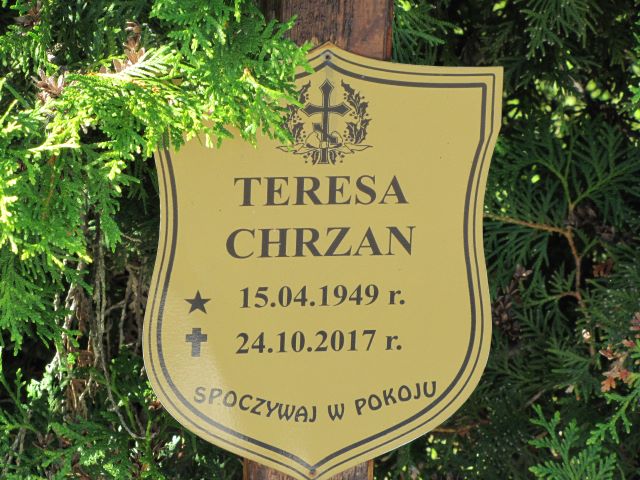 TERESA
CHRZAN
15.04.1949 r.
24.10.2017 r.
SPOCZYWAJ W POKOJU